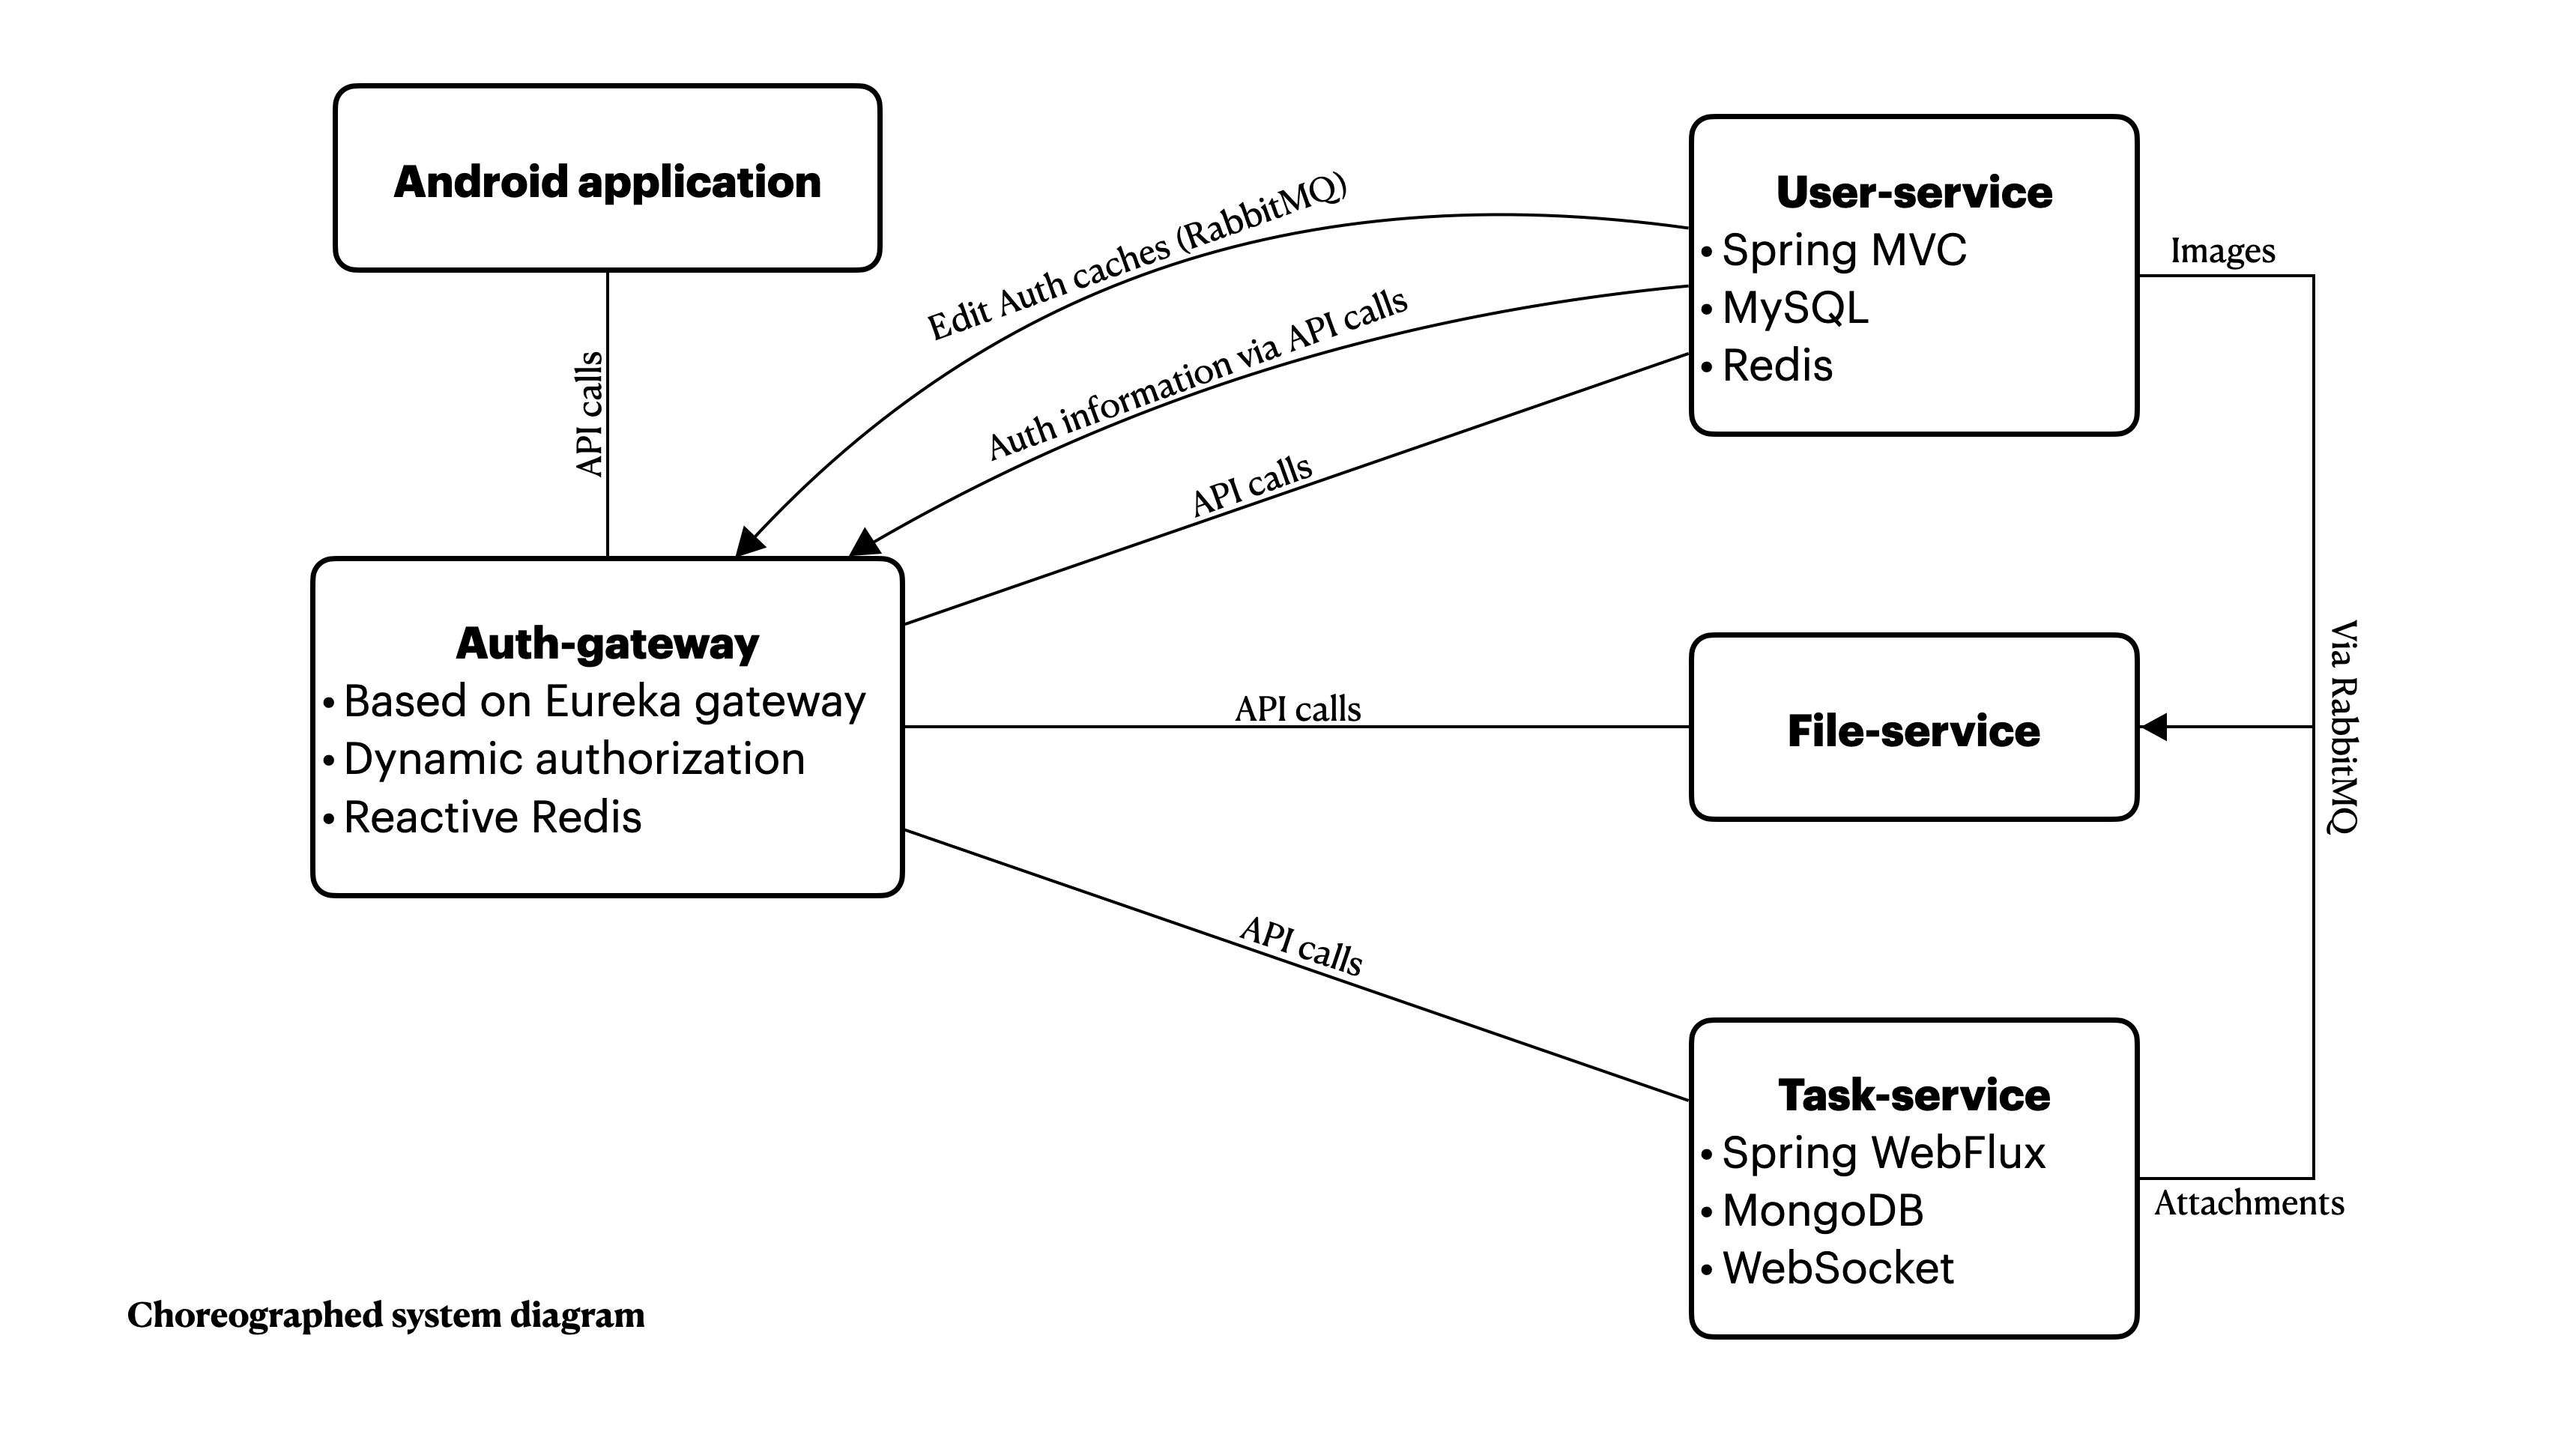 Android application
API calls
Edit Auth caches (RabbitMQ)
Auth information via API calls
API calls
User-service
• Spring MVC
• MySQL
• Redis
Images
Auth-gateway
• Based on Eureka gateway
• Dynamic authorization
• Reactive Redis
API calls
File-service
Via RabbitMQ
API calls
Task-service
• Spring WebFlux
• MongoDB
• WebSocket
Attachments
Choreographed system diagram